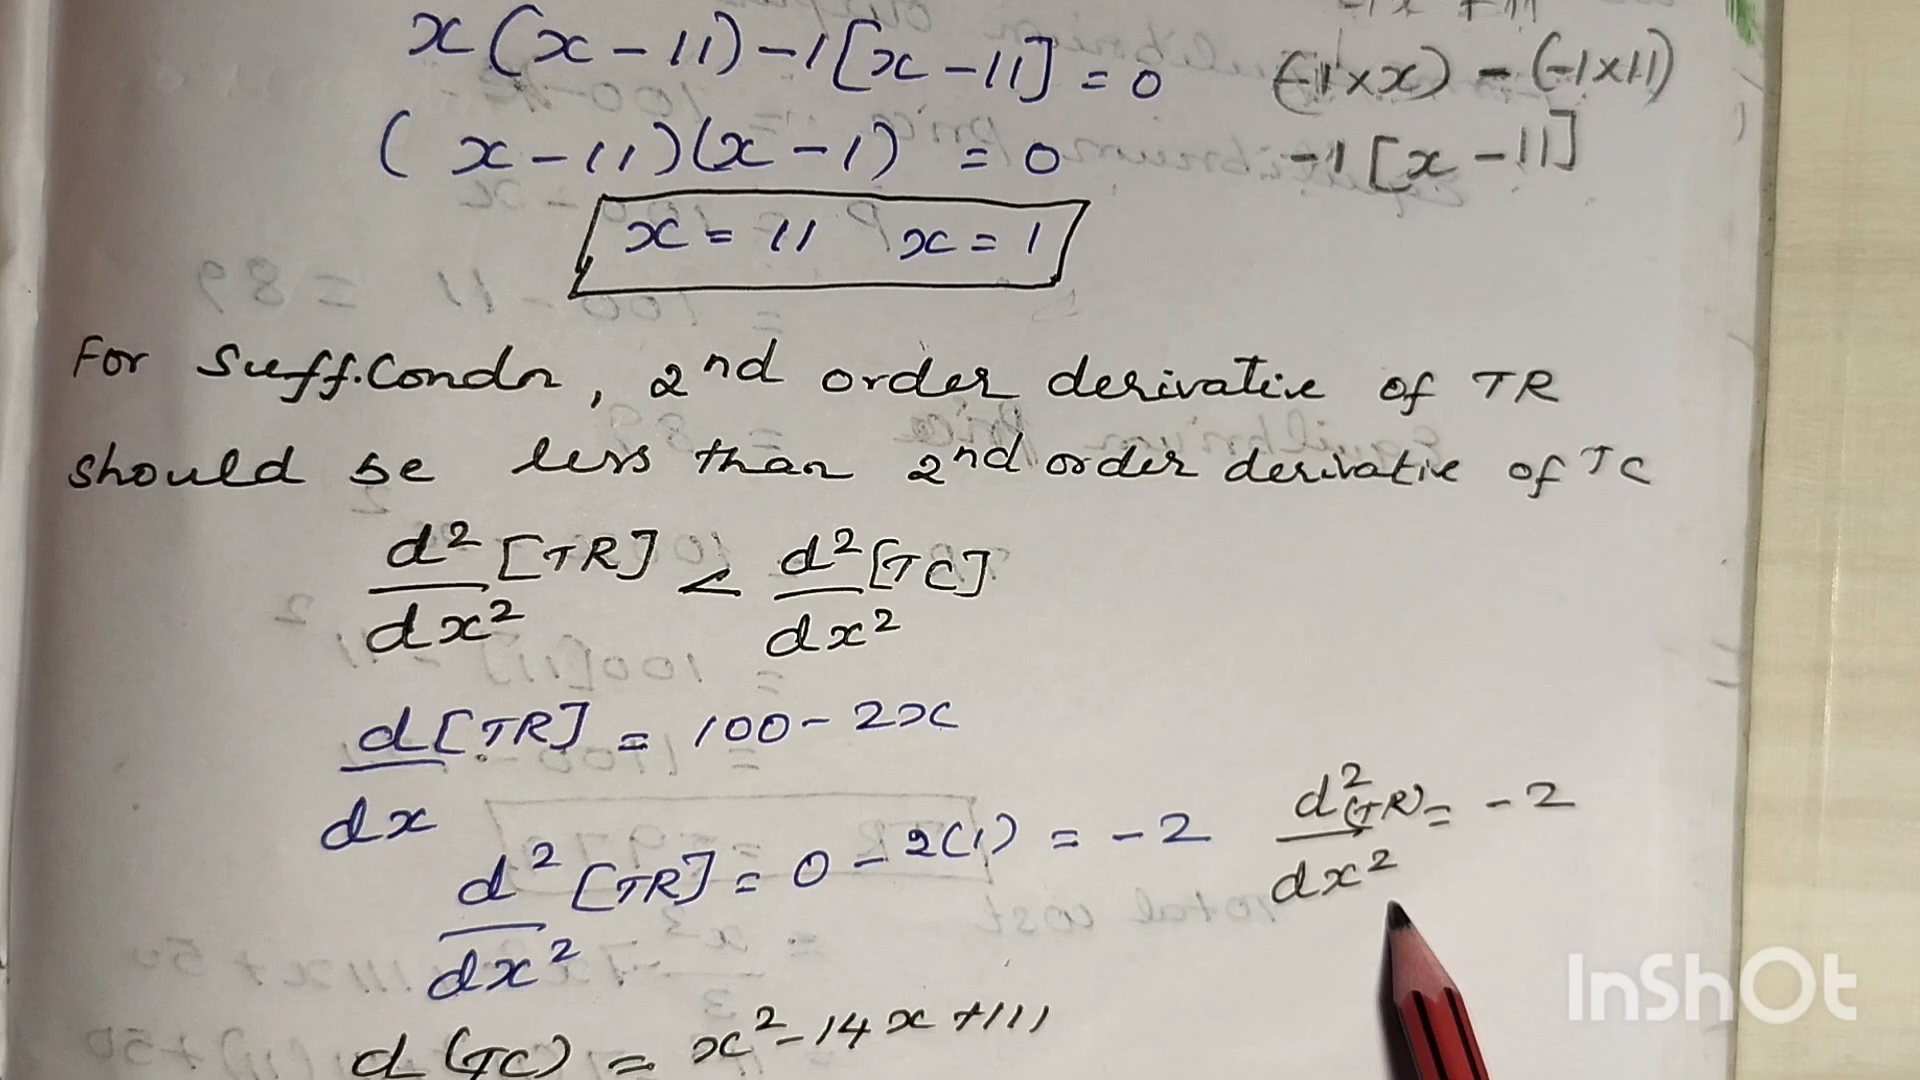 x(x-11)-1[x-11]=0 (-1×x)-(-1×11)
(x-11)(x-1)=0 -1[x-11]
x=11 x=1
For Suff.Condn, 2nd order derivative of TR
should be less than 2nd order derivative of TC
d²[TR]/dx² < d²[TC]/dx²
d[TR]/dx = 100-2x
d²[TR]/dx² = 0-2(1) = -2 d²(TR)/dx² = -2
d(TC) = x²-14x+111
InShOt